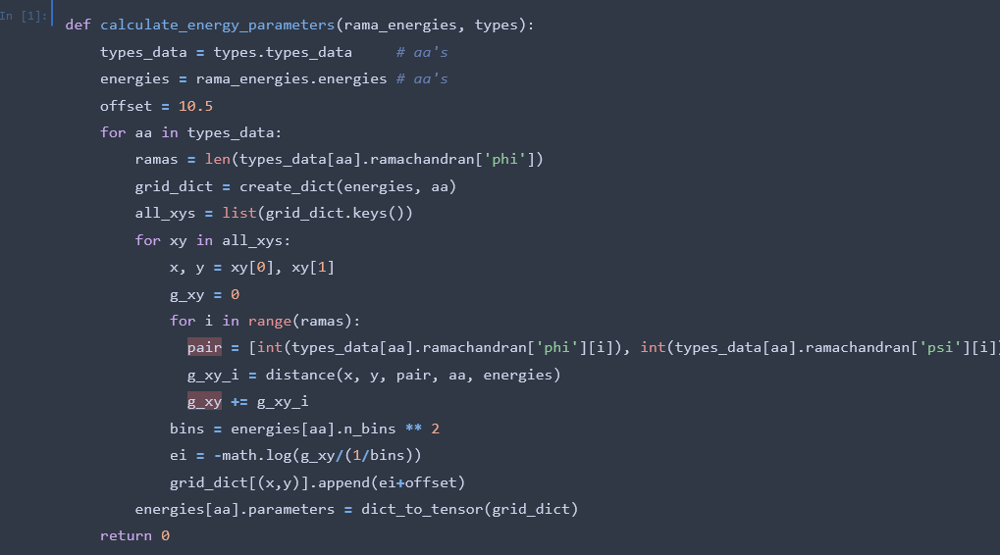 In [1]:
def calculate_energy_parameters(rama_energies, types):
    types_data = types.types_data     # aa's
    energies = rama_energies.energies # aa's
    offset = 10.5
    for aa in types_data:
        ramas = len(types_data[aa].ramachandran['phi'])
        grid_dict = create_dict(energies, aa)
        all_xys = list(grid_dict.keys())
        for xy in all_xys:
            x, y = xy[0], xy[1]
            g_xy = 0
            for i in range(ramas):
              pair = [int(types_data[aa].ramachandran['phi'][i]), int(types_data[aa].ramachandran['psi'][i]
              g_xy_i = distance(x, y, pair, aa, energies)
              g_xy += g_xy_i
            bins = energies[aa].n_bins ** 2
            ei = -math.log(g_xy/(1/bins))
            grid_dict[(x,y)].append(ei+offset)
        energies[aa].parameters = dict_to_tensor(grid_dict)
    return 0